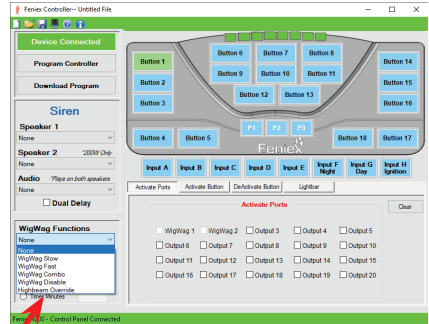 Feniex Controller-- Untitled File
Device Connected
Program Controller
Download Program
Siren
Speaker 1
None
Speaker 2 *200W Only
None
Audio *Plays on both speakers
None
Dual Delay
WigWag Functions
None
None
WigWag Slow
WigWag Fast
WigWag Combo
WigWag Disable
Highbeam Override
Timer Minutes
Button 1
Button 2
Button 3
Button 4
Button 5
Button 6
Button 7
Button 8
Button 9
Button 10
Button 11
Button 12
Button 13
Button 14
Button 15
Button 16
Button 18
Button 17
P1
P2
P3
Feniex
Input A
Input B
Input C
Input D
Input E
Input F Night
Input G Day
Input H Ignition
Activate Ports
Activate Button
DeActivate Button
Lightbar
Activate Ports
Clear
WigWag 1 WigWag 2 Output 3 Output 4 Output 5
Output 6 Output 7 Output 8 Output 9 Output 10
Output 11 Output 12 Output 13 Output 14 Output 15
Output 16 Output 17 Output 18 Output 19 Output 20
- Control Panel Connected